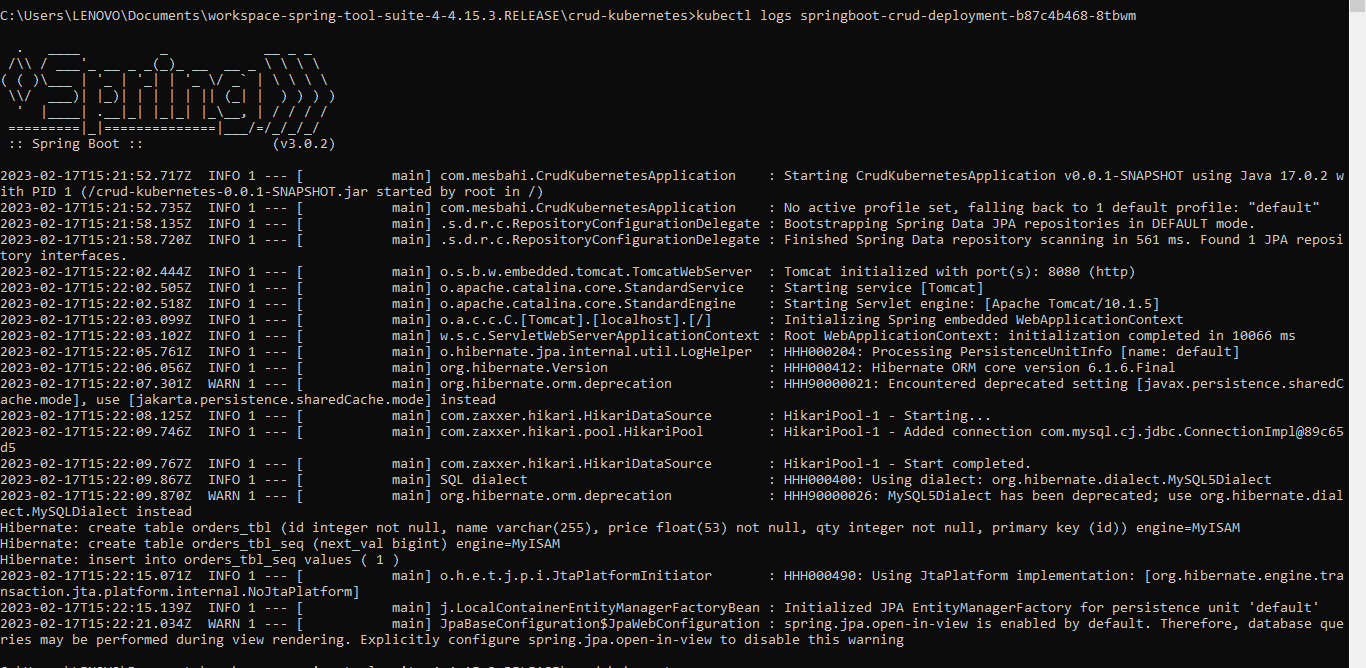 C:\Users\LENOVO\Documents\workspace-spring-tool-suite-4-4.15.3.RELEASE\crud-kubernetes>kubectl logs springboot-crud-deployment-b87c4b468-8tbwm
  .   ____          _            __ _ _
 /\\ / ___'_ __ _ _(_)_ __  __ _ \ \ \ \
( ( )\___ | '_ | '_| | '_ \/ _` | \ \ \ \
 \\/  ___)| |_)| | | | | || (_| |  ) ) ) )
  '  |____| .__|_| |_|_| |_\__, | / / / /
 =========|_|==============|___/=/_/_/_/
 :: Spring Boot ::                (v3.0.2)
2023-02-17T15:21:52.717Z  INFO 1 --- [           main] com.mesbahi.CrudKubernetesApplication    : Starting CrudKubernetesApplication v0.0.1-SNAPSHOT using Java 17.0.2 w
ith PID 1 (/crud-kubernetes-0.0.1-SNAPSHOT.jar started by root in /)
2023-02-17T15:21:52.735Z  INFO 1 --- [           main] com.mesbahi.CrudKubernetesApplication    : No active profile set, falling back to 1 default profile: "default"
2023-02-17T15:21:58.135Z  INFO 1 --- [           main] .s.d.r.c.RepositoryConfigurationDelegate : Bootstrapping Spring Data JPA repositories in DEFAULT mode.
2023-02-17T15:21:58.720Z  INFO 1 --- [           main] .s.d.r.c.RepositoryConfigurationDelegate : Finished Spring Data repository scanning in 561 ms. Found 1 JPA reposi
tory interfaces.
2023-02-17T15:22:02.444Z  INFO 1 --- [           main] o.s.b.w.embedded.tomcat.TomcatWebServer  : Tomcat initialized with port(s): 8080 (http)
2023-02-17T15:22:02.505Z  INFO 1 --- [           main] o.apache.catalina.core.StandardService   : Starting service [Tomcat]
2023-02-17T15:22:02.518Z  INFO 1 --- [           main] o.apache.catalina.core.StandardEngine    : Starting Servlet engine: [Apache Tomcat/10.1.5]
2023-02-17T15:22:03.099Z  INFO 1 --- [           main] o.a.c.c.C.[Tomcat].[localhost].[/]       : Initializing Spring embedded WebApplicationContext
2023-02-17T15:22:03.102Z  INFO 1 --- [           main] w.s.c.ServletWebServerApplicationContext : Root WebApplicationContext: initialization completed in 10066 ms
2023-02-17T15:22:05.761Z  INFO 1 --- [           main] o.hibernate.jpa.internal.util.LogHelper  : HHH000204: Processing PersistenceUnitInfo [name: default]
2023-02-17T15:22:06.056Z  INFO 1 --- [           main] org.hibernate.Version                    : HHH000412: Hibernate ORM core version 6.1.6.Final
2023-02-17T15:22:07.301Z  WARN 1 --- [           main] org.hibernate.orm.deprecation            : HHH90000021: Encountered deprecated setting [javax.persistence.sharedC
ache.mode], use [jakarta.persistence.sharedCache.mode] instead
2023-02-17T15:22:08.125Z  INFO 1 --- [           main] com.zaxxer.hikari.HikariDataSource       : HikariPool-1 - Starting...
2023-02-17T15:22:09.746Z  INFO 1 --- [           main] com.zaxxer.hikari.pool.HikariPool        : HikariPool-1 - Added connection com.mysql.cj.jdbc.ConnectionImpl@89c65
d5
2023-02-17T15:22:09.767Z  INFO 1 --- [           main] com.zaxxer.hikari.HikariDataSource       : HikariPool-1 - Start completed.
2023-02-17T15:22:09.867Z  INFO 1 --- [           main] SQL dialect                              : HHH000400: Using dialect: org.hibernate.dialect.MySQL5Dialect
2023-02-17T15:22:09.870Z  WARN 1 --- [           main] org.hibernate.orm.deprecation            : HHH90000026: MySQL5Dialect has been deprecated; use org.hibernate.dial
ect.MySQLDialect instead
Hibernate: create table orders_tbl (id integer not null, name varchar(255), price float(53) not null, qty integer not null, primary key (id)) engine=MyISAM
Hibernate: create table orders_tbl_seq (next_val bigint) engine=MyISAM
Hibernate: insert into orders_tbl_seq values ( 1 )
2023-02-17T15:22:15.071Z  INFO 1 --- [           main] o.h.e.t.j.p.i.JtaPlatformInitiator       : HHH000490: Using JtaPlatform implementation: [org.hibernate.engine.tra
nsaction.jta.platform.internal.NoJtaPlatform]
2023-02-17T15:22:15.139Z  INFO 1 --- [           main] j.LocalContainerEntityManagerFactoryBean : Initialized JPA EntityManagerFactory for persistence unit 'default'
2023-02-17T15:22:21.034Z  WARN 1 --- [           main] JpaBaseConfiguration$JpaWebConfiguration : spring.jpa.open-in-view is enabled by default. Therefore, database que
ries may be performed during view rendering. Explicitly configure spring.jpa.open-in-view to disable this warning